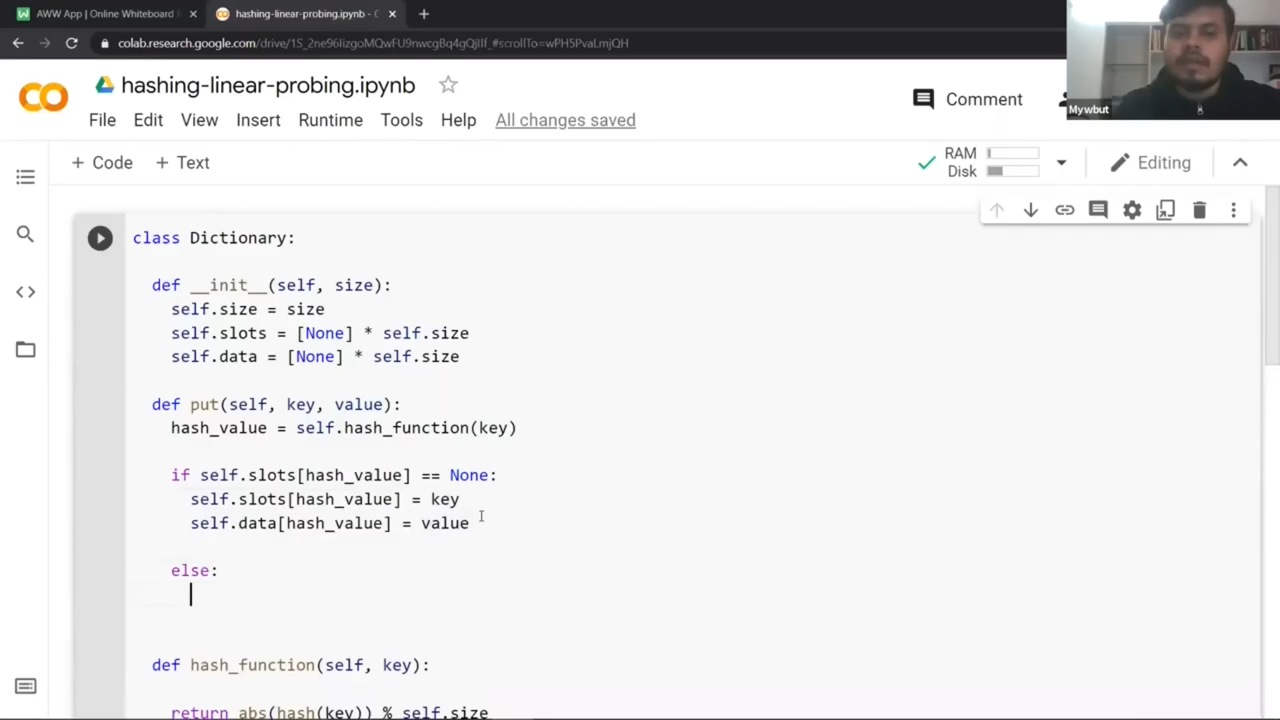 AWW App | Online Whiteboard
hashing-linear-probing.ipynb - C
colab.research.google.com/drive/1S_2ne96IizgoMQwFU9nwcgBq4gQjIIf_#scrollTo=wPH5PvaLmjQH
Mywbut
hashing-linear-probing.ipynb
File Edit View Insert Runtime Tools Help All changes saved
Comment
+ Code + Text
RAM
Disk
Editing
class Dictionary:
def __init__(self, size):
self.size = size
self.slots = [None] * self.size
self.data = [None] * self.size
def put(self, key, value):
hash_value = self.hash_function(key)
if self.slots[hash_value] == None:
self.slots[hash_value] = key
self.data[hash_value] = value
else:
def hash_function(self, key):
return abs(hash(key)) % self.size